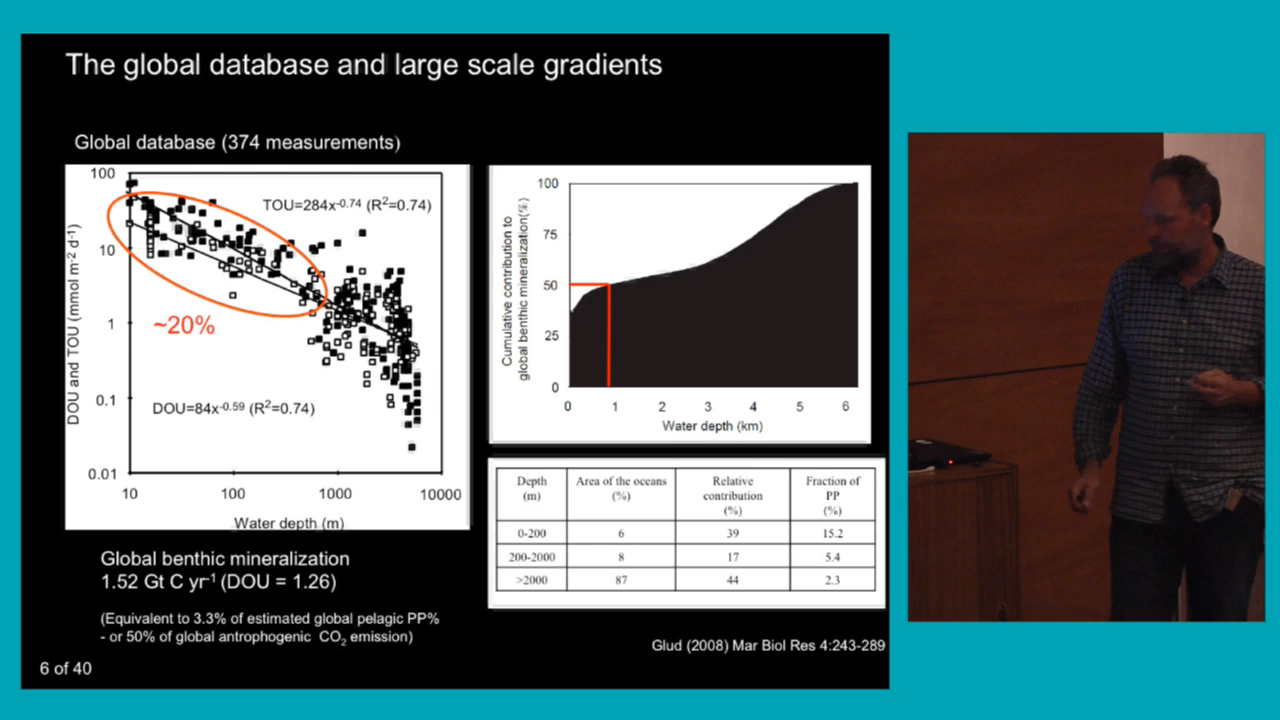 The global database and large scale gradients
Global database (374 measurements)
100
10
1
0.1
0.01
DOU and TOU (mmol m-2 d-1)
TOU=284x-0.74 (R2=0.74)
~20%
DOU=84x-0.59 (R2=0.74)
10 100 1000 10000
Water depth (m)
Global benthic mineralization
1.52 Gt C yr-1 (DOU = 1.26)
(Equivalent to 3.3% of estimated global pelagic PP%
- or 50% of global antrophogenic CO2 emission)
6 of 40
Cumulative contribution to
global benthic mineralization(%)
100
75
50
25
0
0 1 2 3 4 5 6
Water depth (km)
Depth (m) Area of the oceans (%) Relative contribution (%) Fraction of PP (%)
0-200 6 39 15.2
200-2000 8 17 5.4
>2000 87 44 2.3
Glud (2008) Mar Biol Res 4:243-289